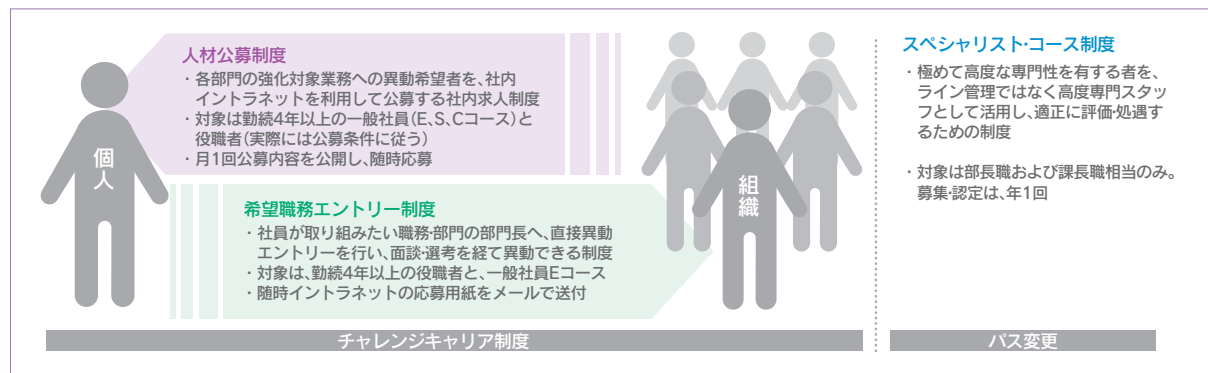 人材公募制度
・各部門の強化対象業務への異動希望者を、社内
イントラネットを利用して公募する社内求人制度
・対象は勤続4年以上の一般社員(E、S、Cコース)と
役職者(実際には公募条件に従う)
・月1回公募内容を公開し、随時応募
個人
希望職務エントリー制度
・社員が取り組みたい職務・部門の部門長へ、直接異動
エントリーを行い、面談・選考を経て異動できる制度
・対象は、勤続4年以上の役職者と、一般社員Eコース
・随時イントラネットの応募用紙をメールで送付
組織
チャレンジキャリア制度
スペシャリスト・コース制度
・極めて高度な専門性を有する者を、
ライン管理ではなく高度専門スタッ
フとして活用し、適正に評価・処遇す
るための制度
・対象は部長職および課長職相当のみ。
募集・認定は、年1回
パス変更